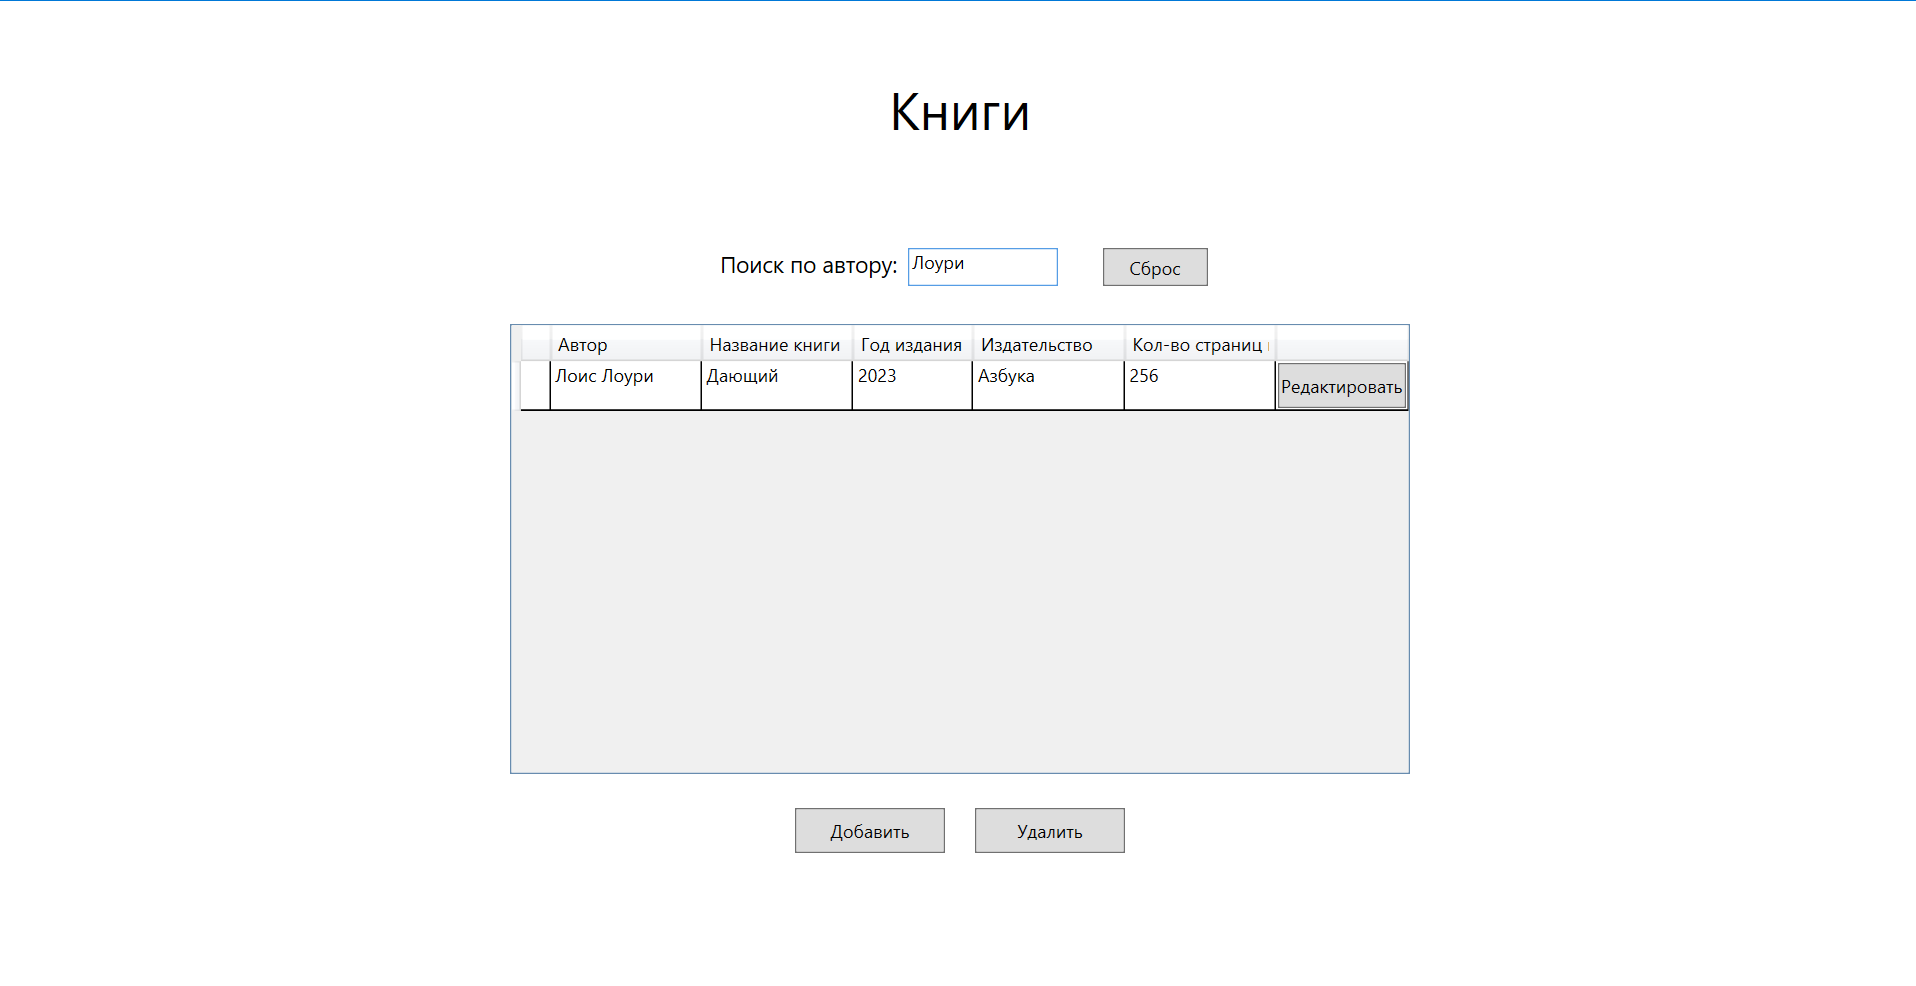 Книги
Поиск по автору: Лоури Сброс
Автор Название книги Год издания Издательство Кол-во страниц
Лоис Лоури Дающий 2023 Азбука 256 Редактировать
Добавить Удалить